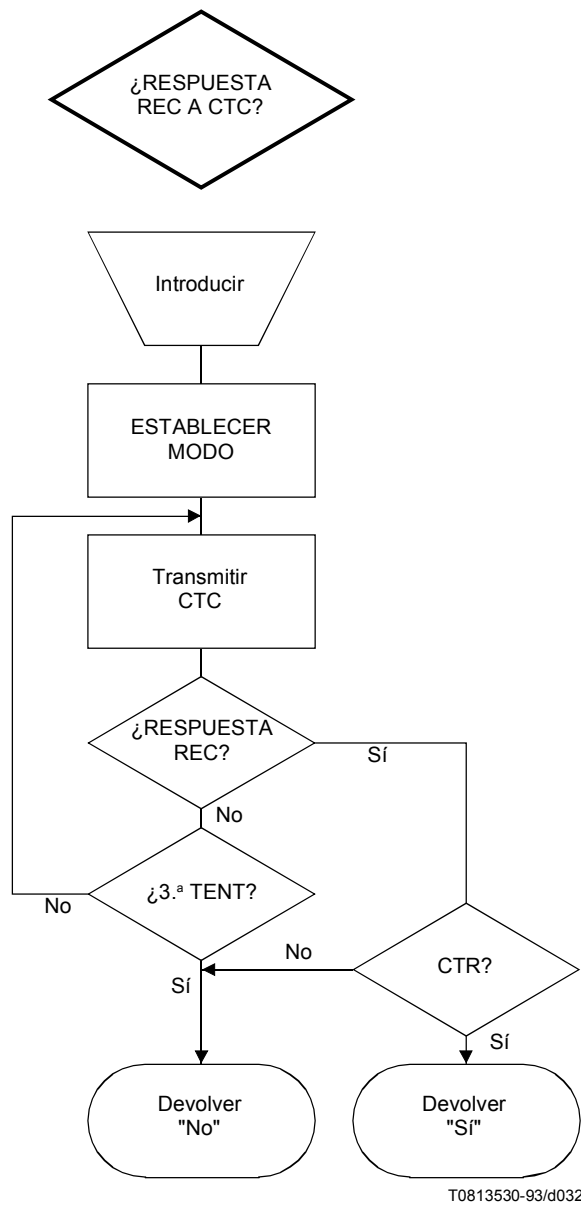 ¿RESPUESTA
REC A CTC?
Introducir
ESTABLECER
MODO
Transmitir
CTC
¿RESPUESTA
REC?
Sí
No
¿3.ª TENT?
No
Sí
No
CTR?
Sí
Devolver
"No"
Devolver
"Sí"
T0813530-93/d032